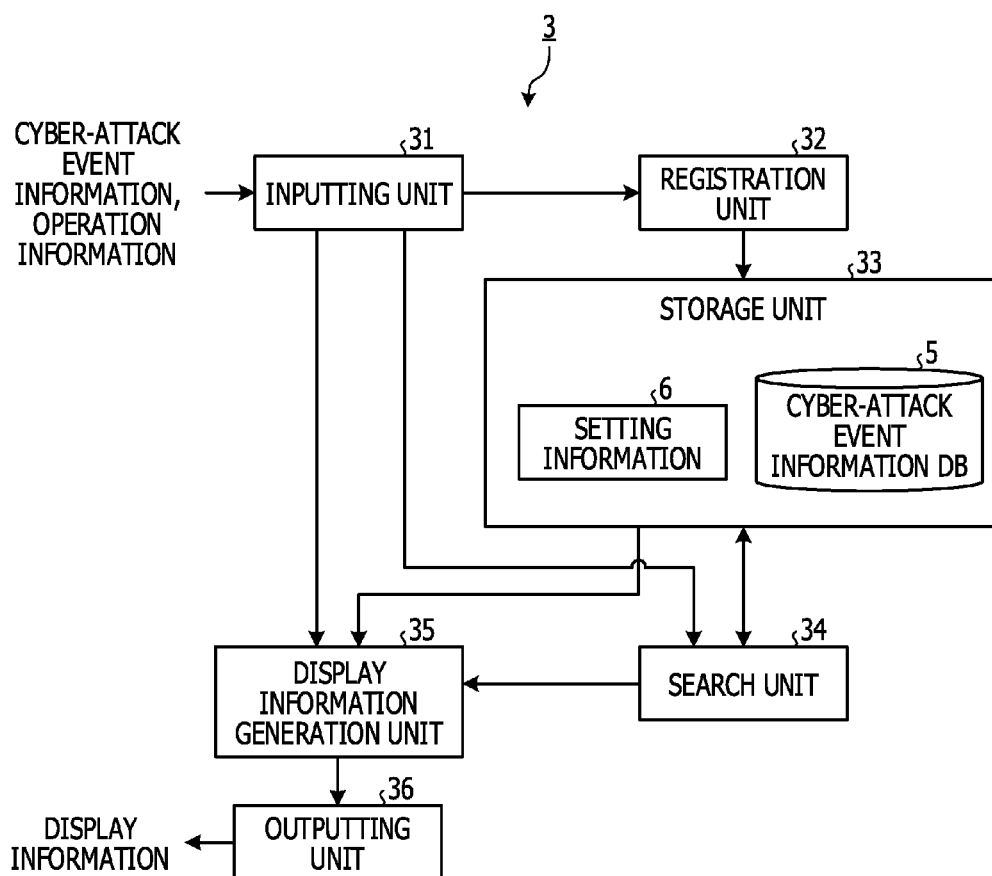 3
CYBER-ATTACK
EVENT
INFORMATION,
OPERATION
INFORMATION
31
INPUTTING UNIT
32
REGISTRATION
UNIT
33
STORAGE UNIT
6
SETTING
INFORMATION
5
CYBER-ATTACK
EVENT
INFORMATION DB
35
DISPLAY
INFORMATION
GENERATION UNIT
34
SEARCH UNIT
36
OUTPUTTING
UNIT
DISPLAY
INFORMATION